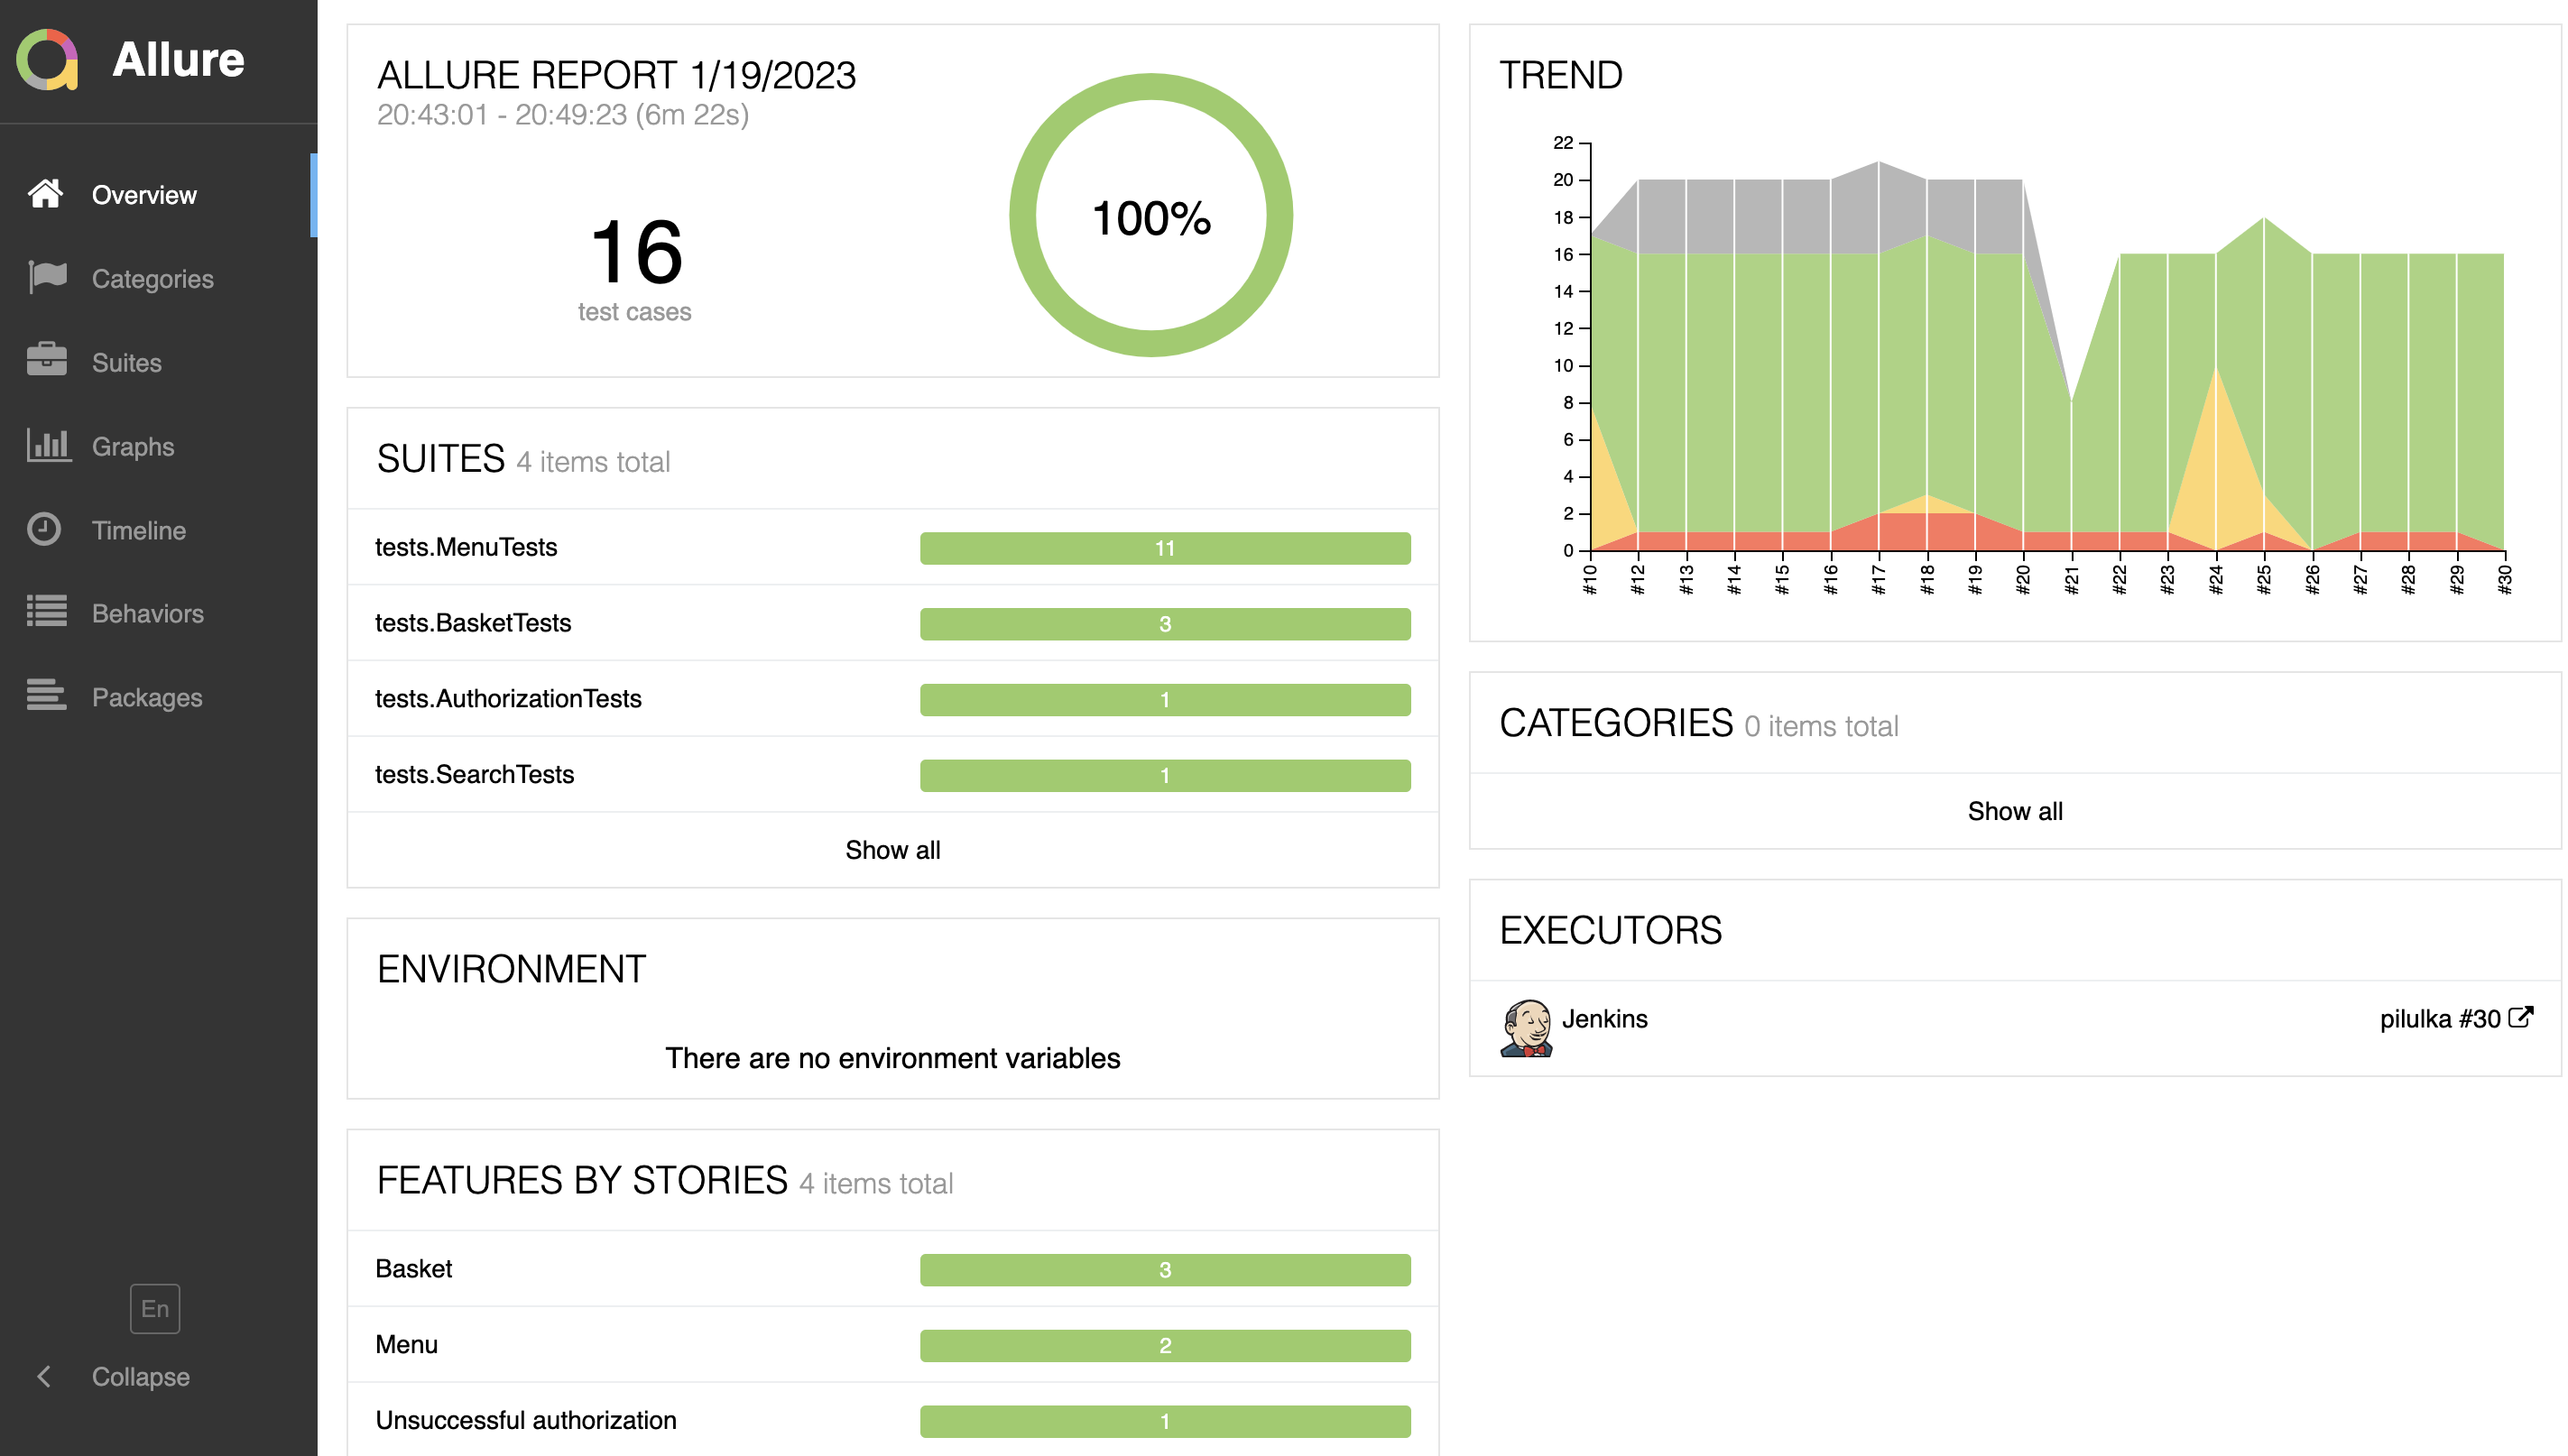 Allure
Overview
Categories
Suites
Graphs
Timeline
Behaviors
Packages
En
Collapse
ALLURE REPORT 1/19/2023
20:43:01 - 20:49:23 (6m 22s)
16
test cases
100%
SUITES 4 items total
tests.MenuTests 11
tests.BasketTests 3
tests.AuthorizationTests 1
tests.SearchTests 1
Show all
ENVIRONMENT
There are no environment variables
FEATURES BY STORIES 4 items total
Basket 3
Menu 2
Unsuccessful authorization 1
TREND
22
20
18
16
14
12
10
8
6
4
2
0
#10 #12 #13 #14 #15 #16 #17 #18 #19 #20 #21 #22 #23 #24 #25 #26 #27 #28 #29 #30
CATEGORIES 0 items total
Show all
EXECUTORS
Jenkins pilulka #30